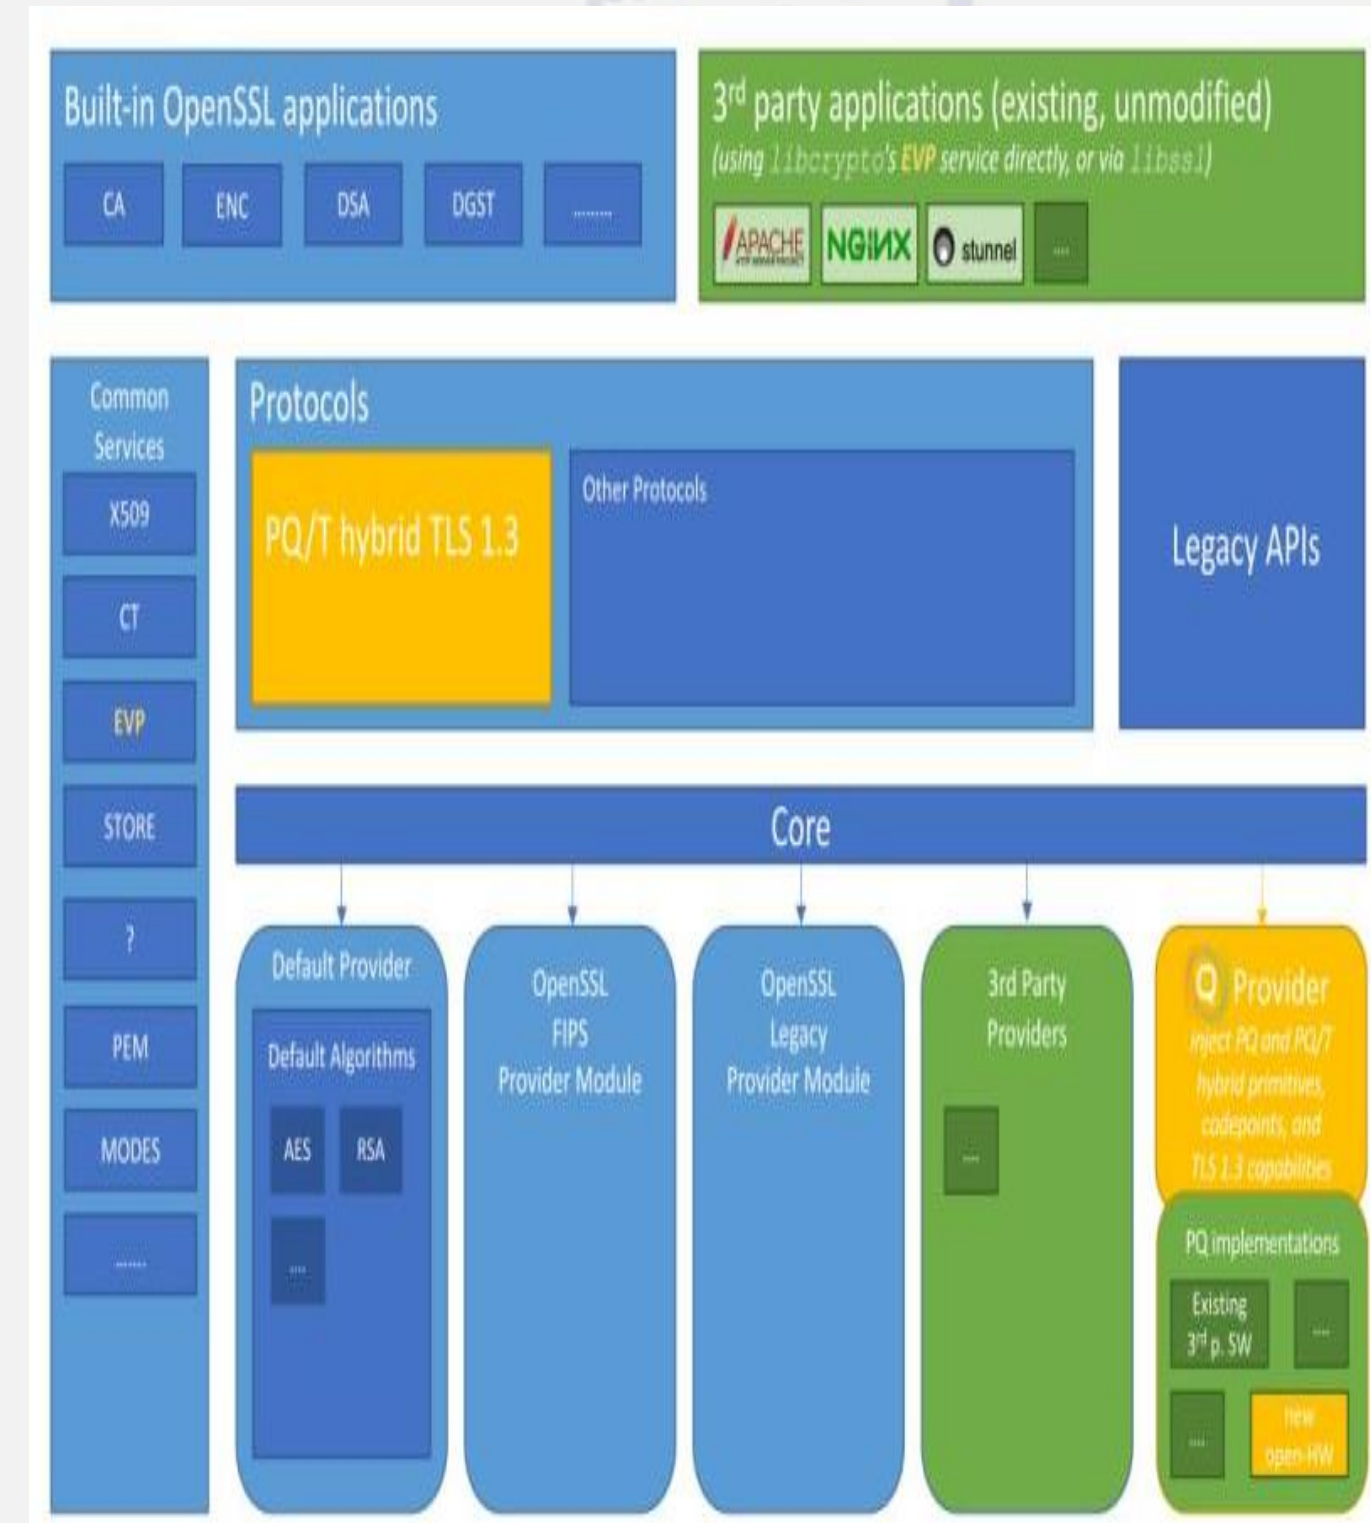 Built-in OpenSSL applications
CA
ENC
DSA
DGST
.........
3rd party applications (existing, unmodified)
(using libcrypto's EVP service directly, or via libssl)
APACHE
HTTP SERVER PROJECT
NGINX
stunnel
....
Common
Services
X509
CT
EVP
STORE
?
PEM
MODES
.......
Protocols
PQ/T hybrid TLS 1.3
Other Protocols
Legacy APIs
Core
Default Provider
Default Algorithms
AES
RSA
....
OpenSSL
FIPS
Provider Module
OpenSSL
Legacy
Provider Module
3rd Party
Providers
....
Q Provider
inject PQ and PQ/T
hybrid primitives,
codepoints, and
TLS 1.3 capabilities
PQ implementations
Existing
3rd p. SW
....
....
new
open-HW